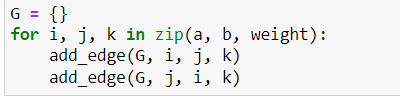 G = {}
for i, j, k in zip(a, b, weight):
    add_edge(G, i, j, k)
    add_edge(G, j, i, k)